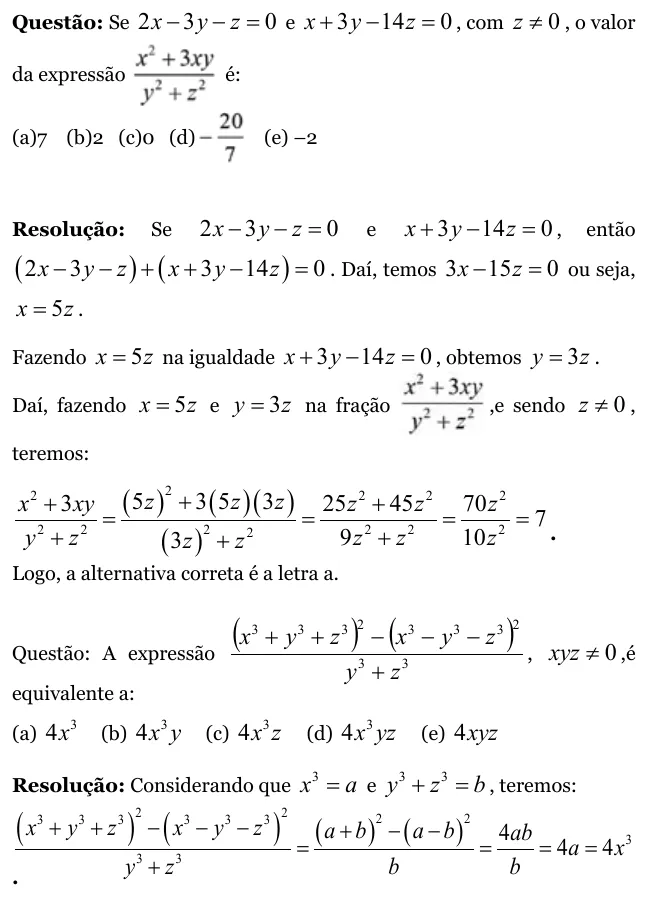 Questão: Se 2x−3y−z=0 e x+3y−14z=0, com z≠0, o valor
da expressão (x²+3xy)/(y²+z²) é:
(a)7 (b)2 (c)0 (d)−20/7 (e) −2
Resolução: Se 2x−3y−z=0 e x+3y−14z=0, então
(2x−3y−z)+(x+3y−14z)=0. Daí, temos 3x−15z=0 ou seja,
x=5z.
Fazendo x=5z na igualdade x+3y−14z=0, obtemos y=3z.
Daí, fazendo x=5z e y=3z na fração (x²+3xy)/(y²+z²),e sendo z≠0,
teremos:
(x²+3xy)/(y²+z²) = ((5z)²+3(5z)(3z))/((3z)²+z²) = (25z²+45z²)/(9z²+z²) = 70z²/10z² = 7.
Logo, a alternativa correta é a letra a.
Questão: A expressão ((x³+y³+z³)²−(x³−y³−z³)²)/(y³+z³), xyz≠0,é
equivalente a:
(a) 4x³ (b) 4x³y (c) 4x³z (d) 4x³yz (e) 4xyz
Resolução: Considerando que x³=a e y³+z³=b, teremos:
((x³+y³+z³)²−(x³−y³−z³)²)/(y³+z³) = ((a+b)²−(a−b)²)/b = 4ab/b = 4a = 4x³
.